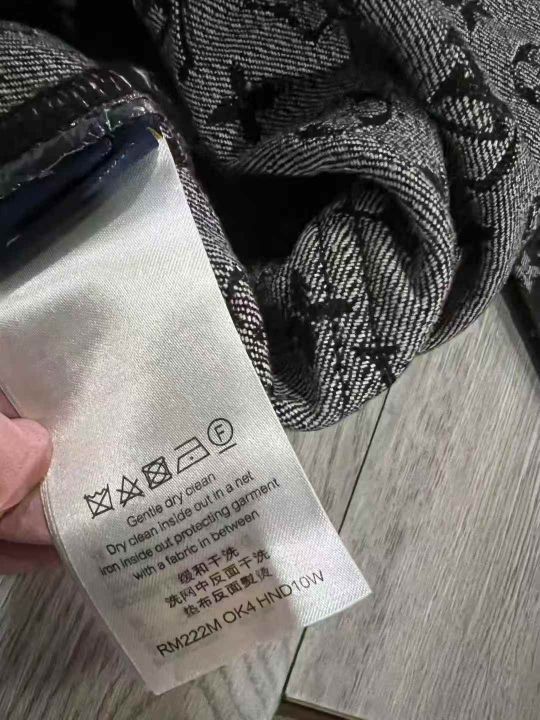 F
Gentle dry clean
Dry clean inside out in a net
Iron inside out protecting garment
with a fabric in between
缓和干洗
洗网中反面干洗
垫布反面熨烫
RM222M OK4 HND10W